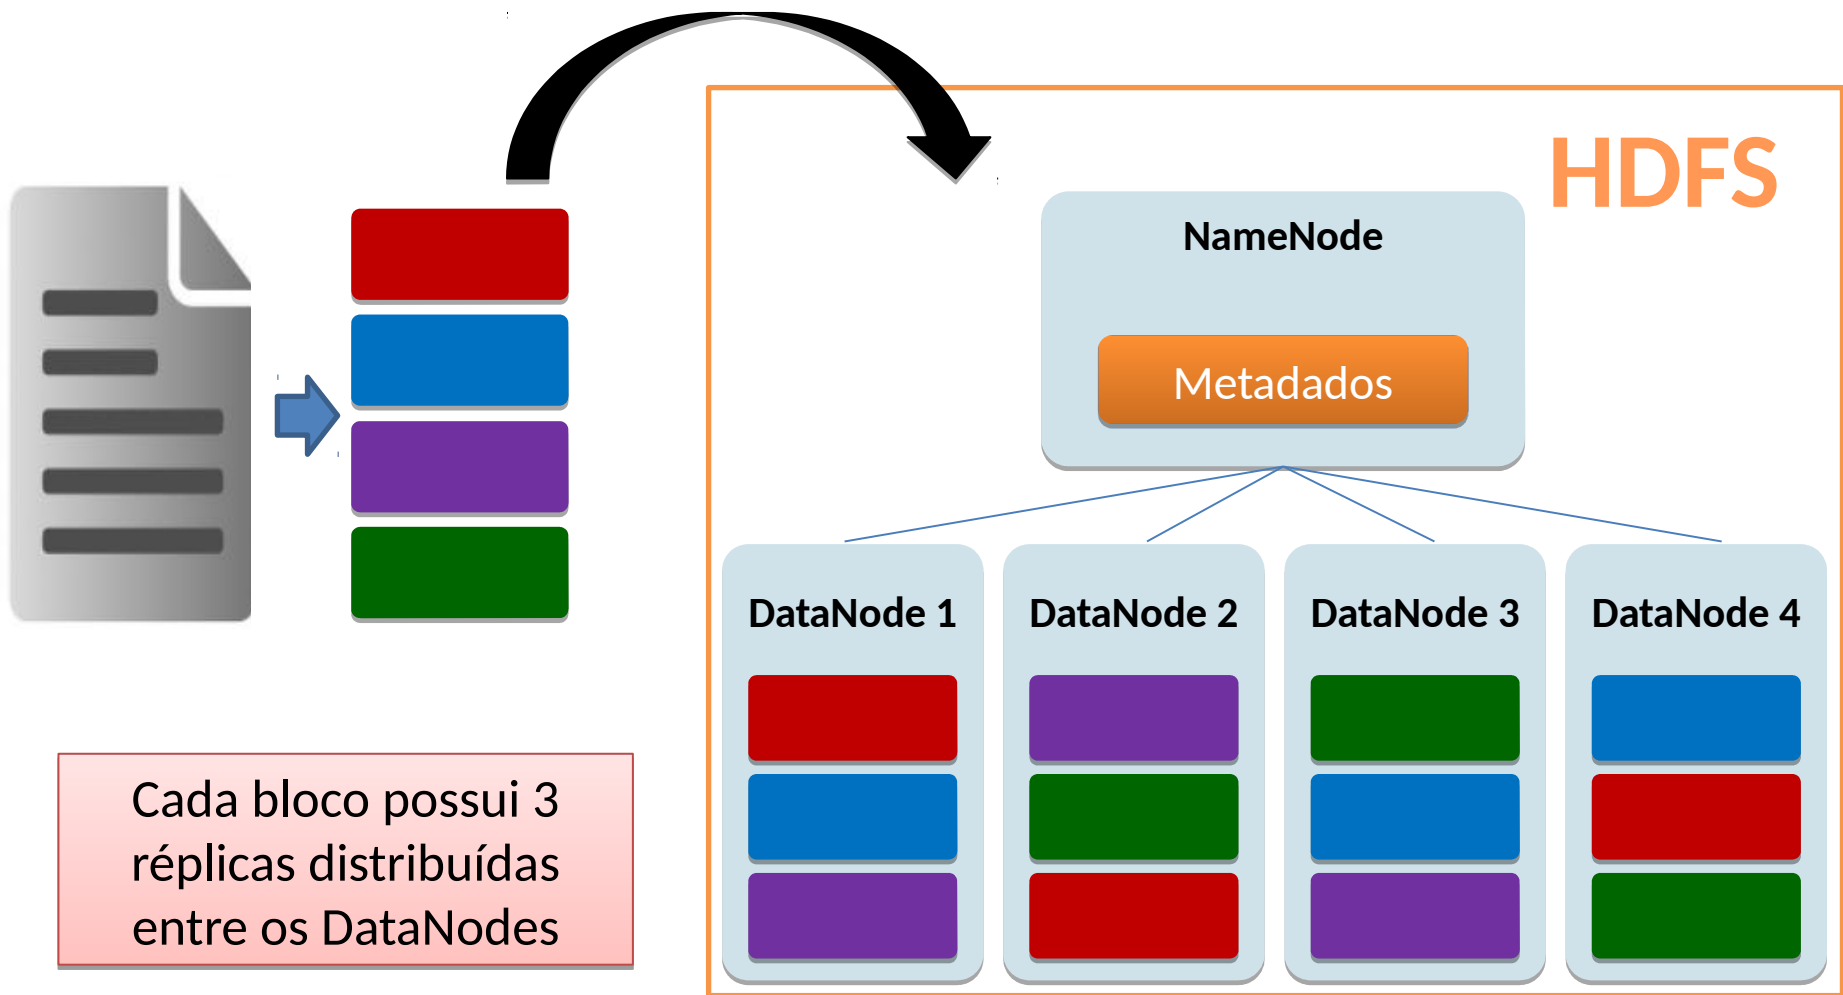 HDFS
NameNode
Metadados
DataNode 1
DataNode 2
DataNode 3
DataNode 4
Cada bloco possui 3
réplicas distribuídas
entre os DataNodes